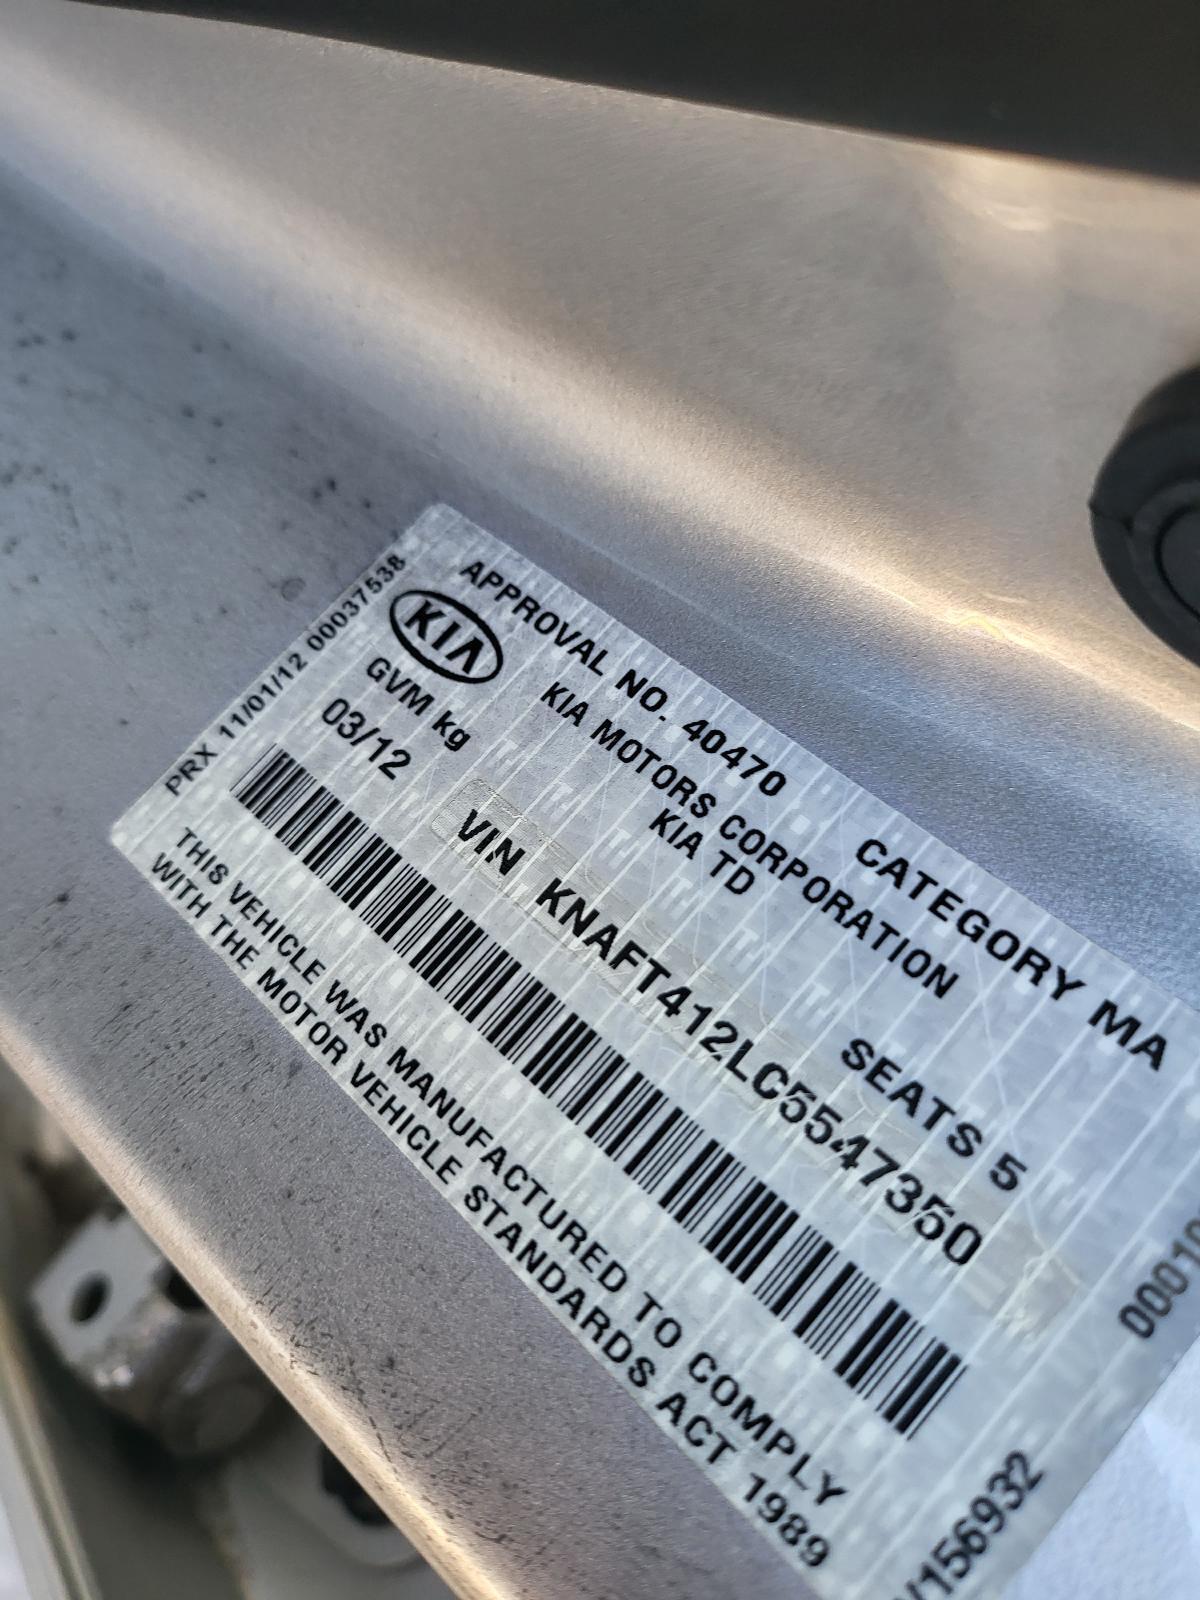 APPROVAL NO. 40470 CATEGORY MA
KIA KIA MOTORS CORPORATION
GVM kg KIA TD SEATS 5
03/12 VIN KNAFT412LC5547350
THIS VEHICLE WAS MANUFACTURED TO COMPLY
WITH THE MOTOR VEHICLE STANDARDS ACT 1989
PRX 11/01/12 00037538